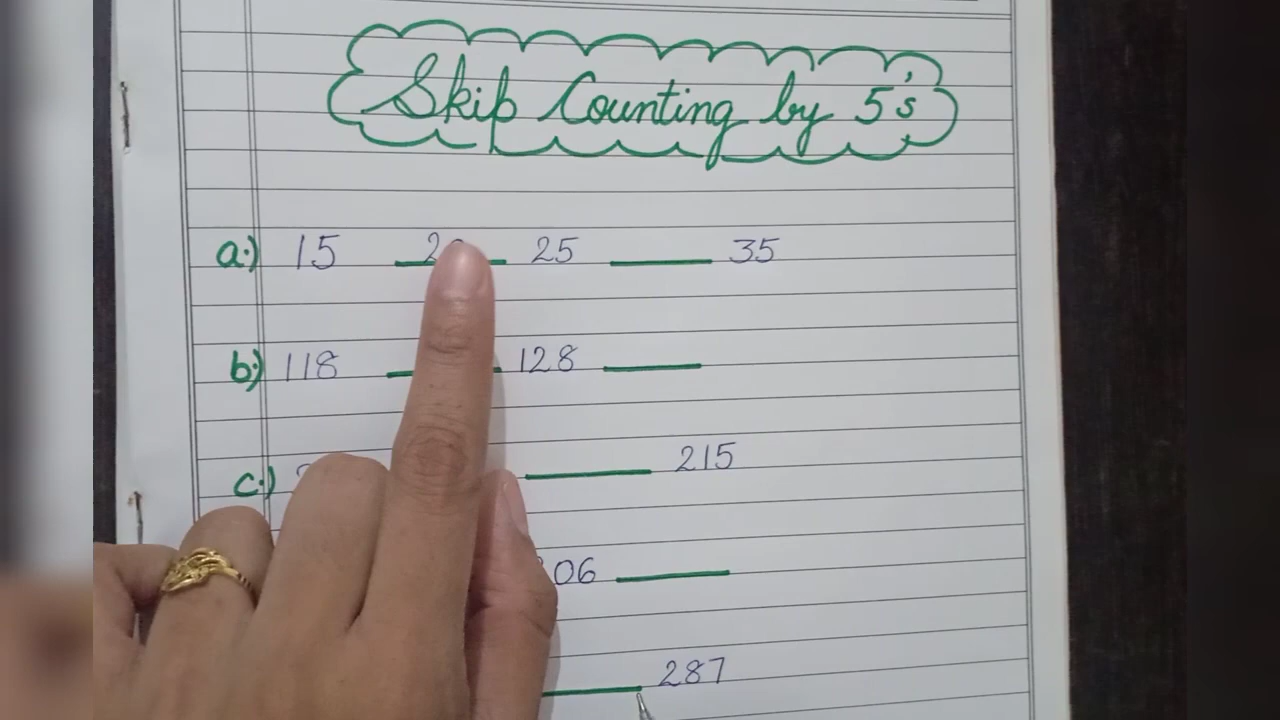 Skip Counting by 5's
a:) 15 25 35
b:) 118 128
c:) 215
06
287